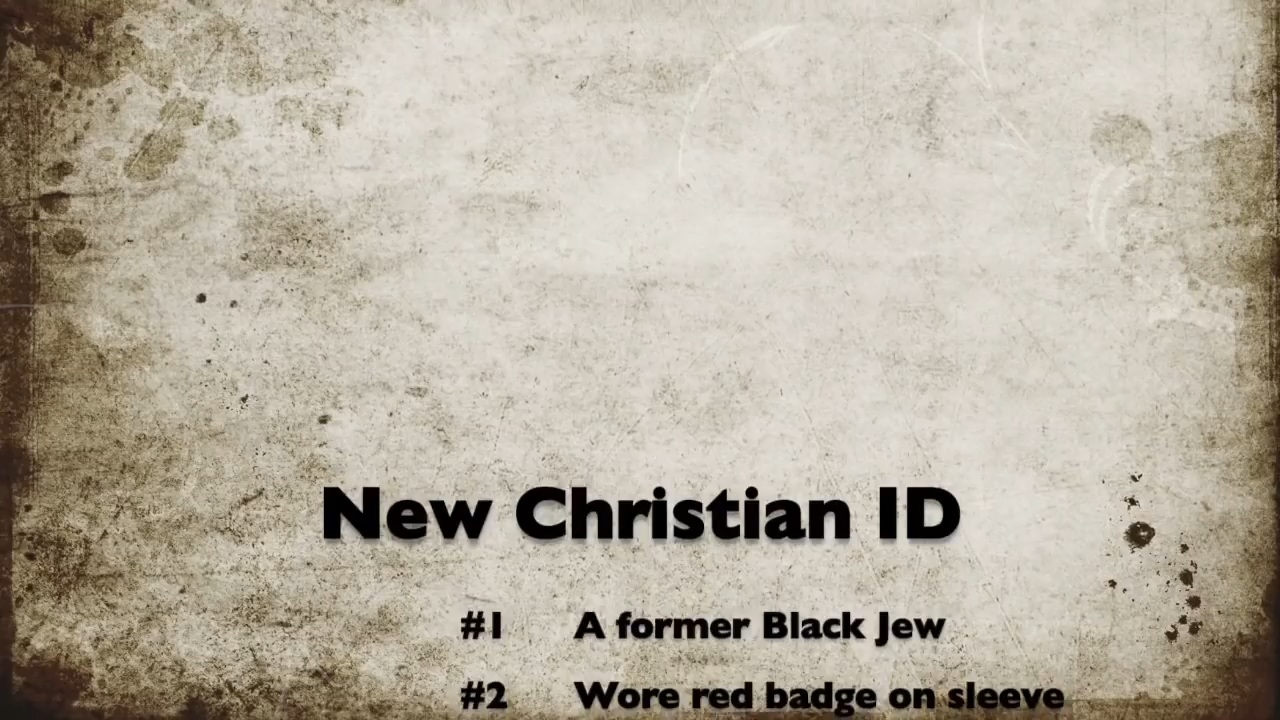 New Christian ID
#1 A former Black Jew
#2 Wore red badge on sleeve